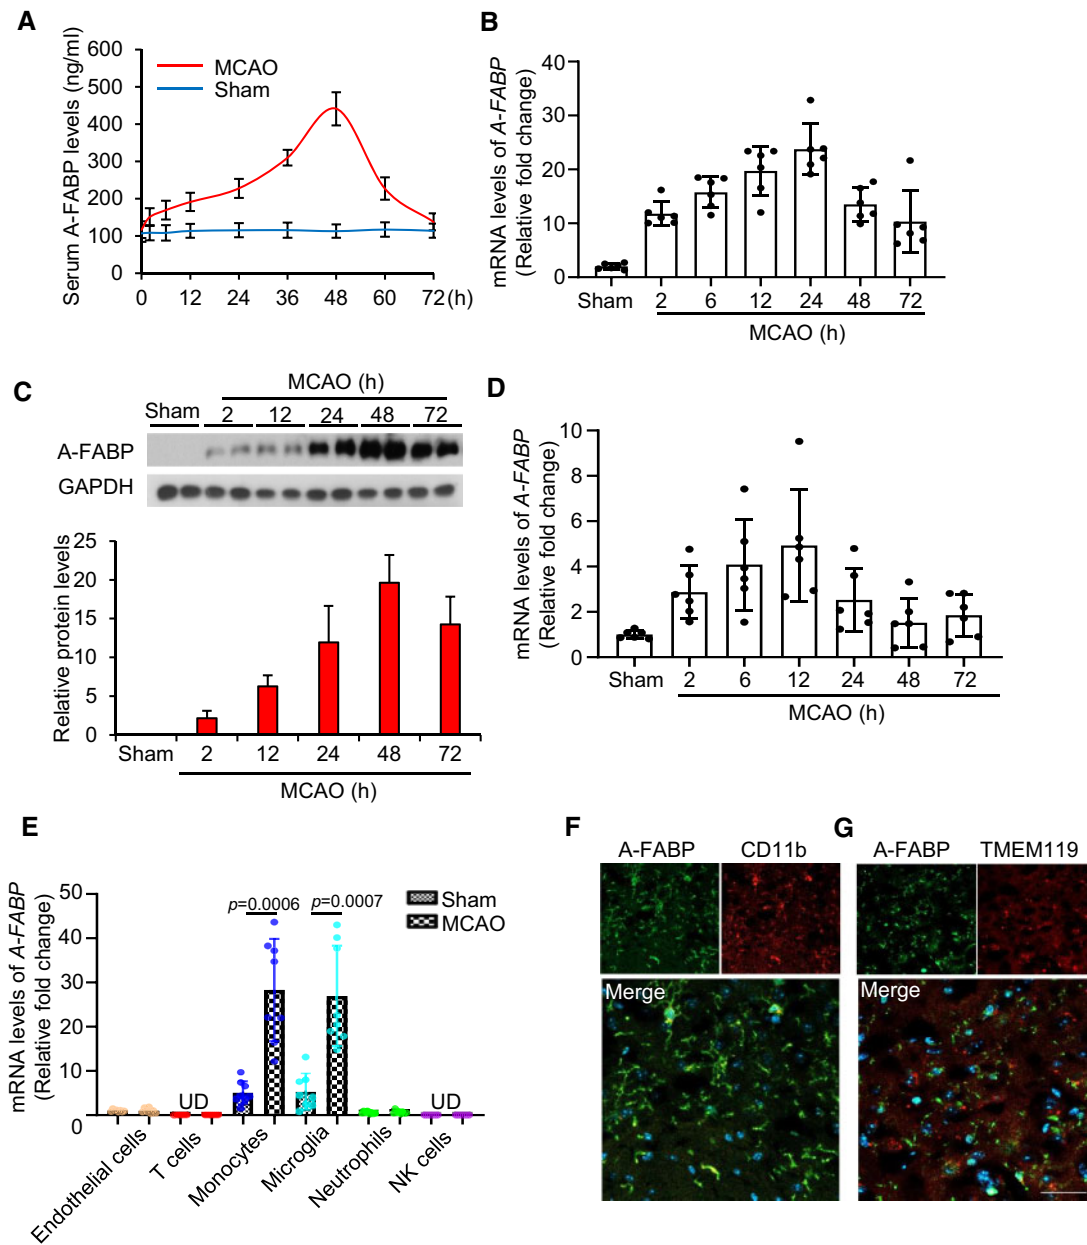 A
Serum A-FABP levels (ng/ml)
600
500
400
300
200
100
0
MCAO
Sham
0 12 24 36 48 60 72 (h)
B
mRNA levels of A-FABP
(Relative fold change)
40
30
20
10
0
Sham 2 6 12 24 48 72
MCAO (h)
C
MCAO (h)
Sham 2 12 24 48 72
A-FABP
GAPDH
Relative protein levels
25
20
15
10
5
0
Sham 2 12 24 48 72
MCAO (h)
D
mRNA levels of A-FABP
(Relative fold change)
10
8
6
4
2
0
Sham 2 6 12 24 48 72
MCAO (h)
E
mRNA levels of A-FABP
(Relative fold change)
50
40
30
20
10
0
p=0.0006 p=0.0007
Sham
MCAO
UD UD
Endothelial cells
T cells
Monocytes
Microglia
Neutrophils
NK cells
F
A-FABP CD11b
Merge
G
A-FABP TMEM119
Merge